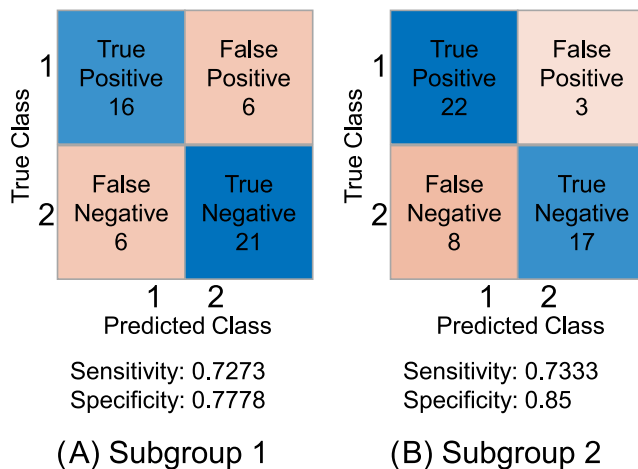 True Positive 16
False Positive 6
False Negative 6
True Negative 21
True Class
1
2
1 2
Predicted Class
Sensitivity: 0.7273
Specificity: 0.7778
(A) Subgroup 1
True Positive 22
False Positive 3
False Negative 8
True Negative 17
True Class
1
2
1 2
Predicted Class
Sensitivity: 0.7333
Specificity: 0.85
(B) Subgroup 2